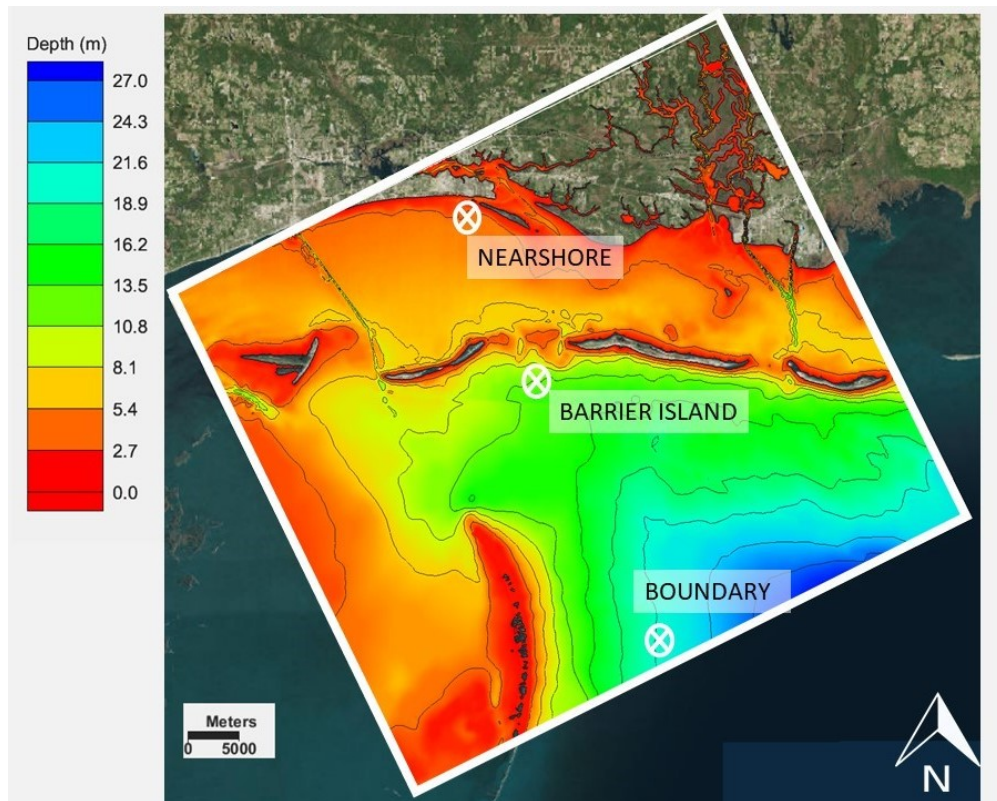 Depth (m)
27.0
24.3
21.6
18.9
16.2
13.5
10.8
8.1
5.4
2.7
0.0
NEARSHORE
BARRIER ISLAND
BOUNDARY
Meters
0 5000
N